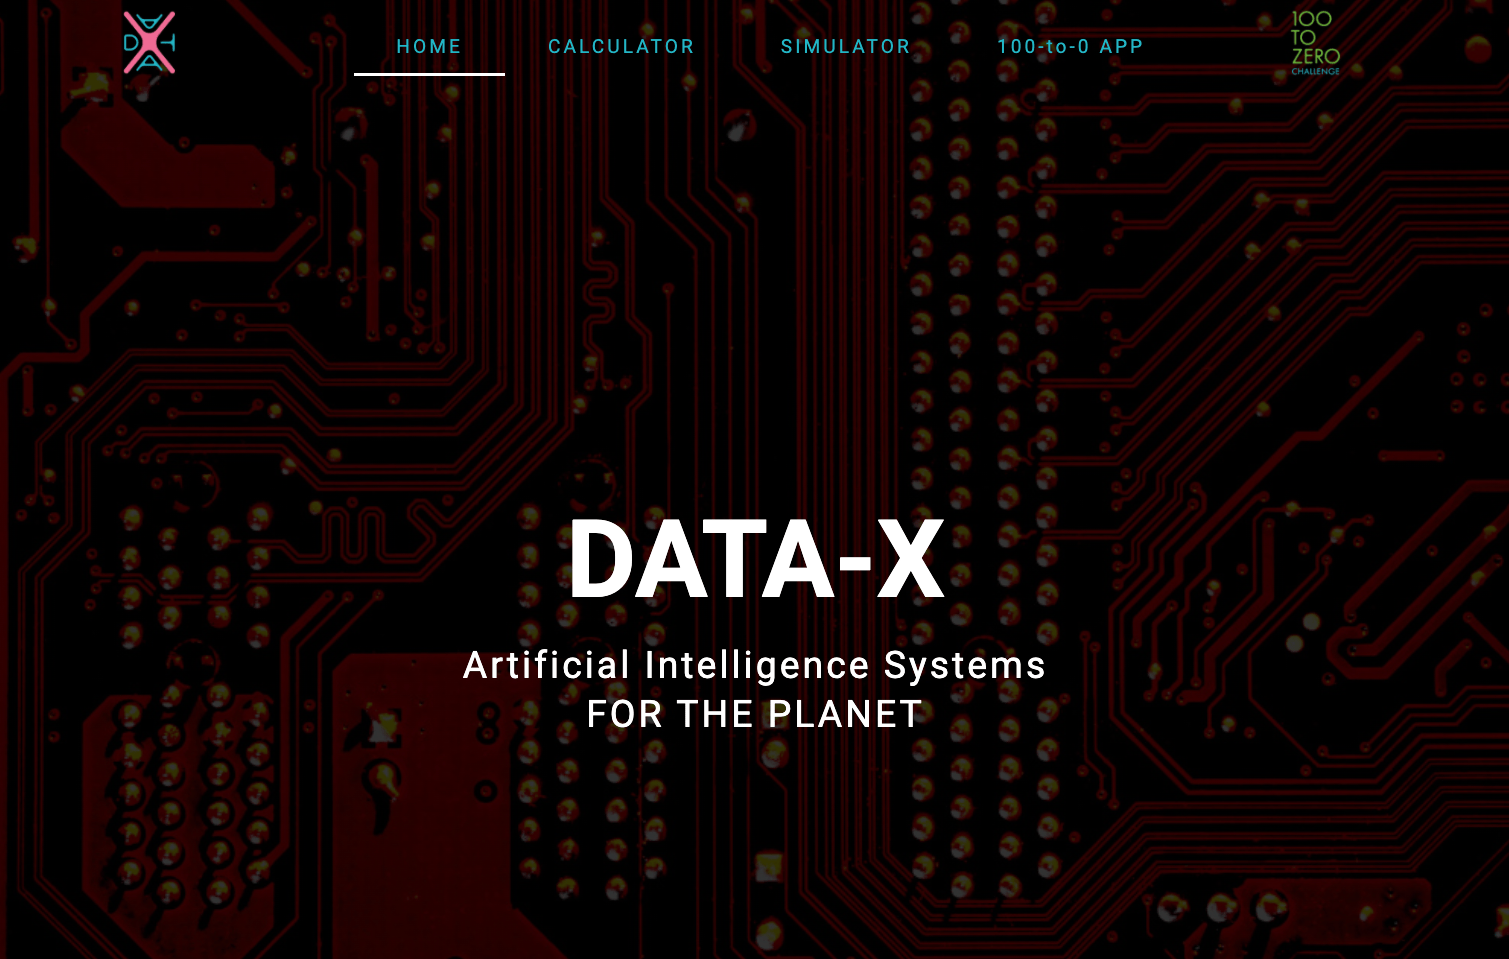 D A T A
HOME
CALCULATOR
SIMULATOR
100-to-0 APP
100
TO
ZERO
CHALLENGE
DATA-X
Artificial Intelligence Systems
FOR THE PLANET